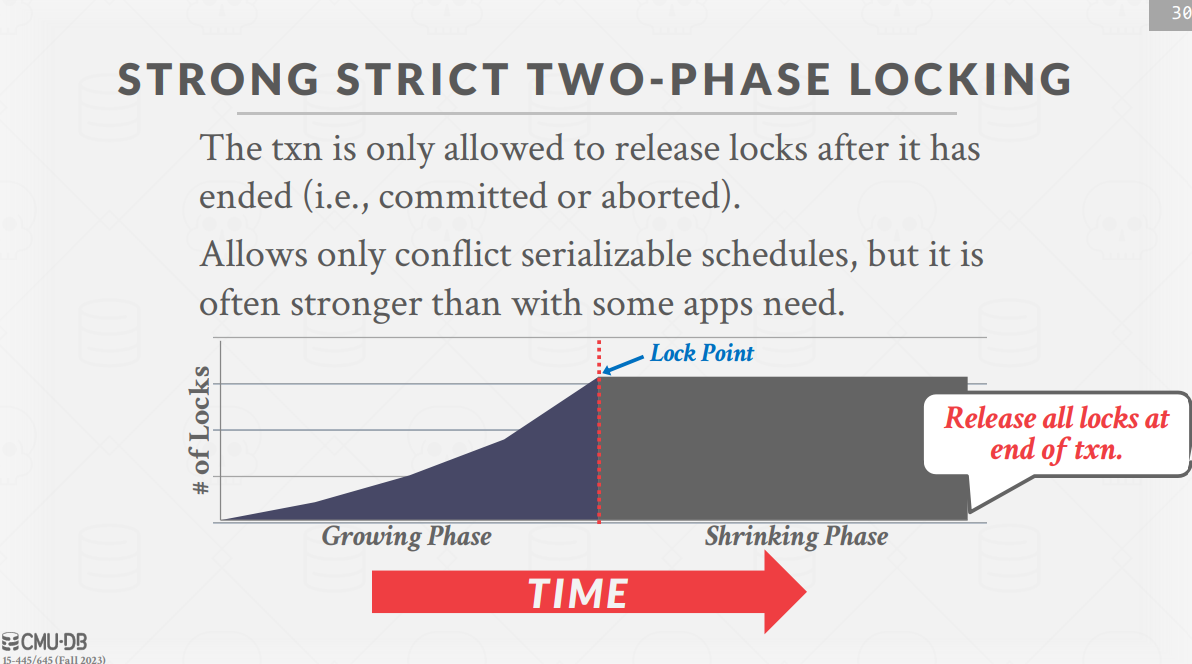 30
STRONG STRICT TWO-PHASE LOCKING
The txn is only allowed to release locks after it has
ended (i.e., committed or aborted).
Allows only conflict serializable schedules, but it is
often stronger than with some apps need.
Lock Point
# of Locks
Release all locks at
end of txn.
Growing Phase
Shrinking Phase
TIME
CMU·DB
15-445/645 (Fall 2023)